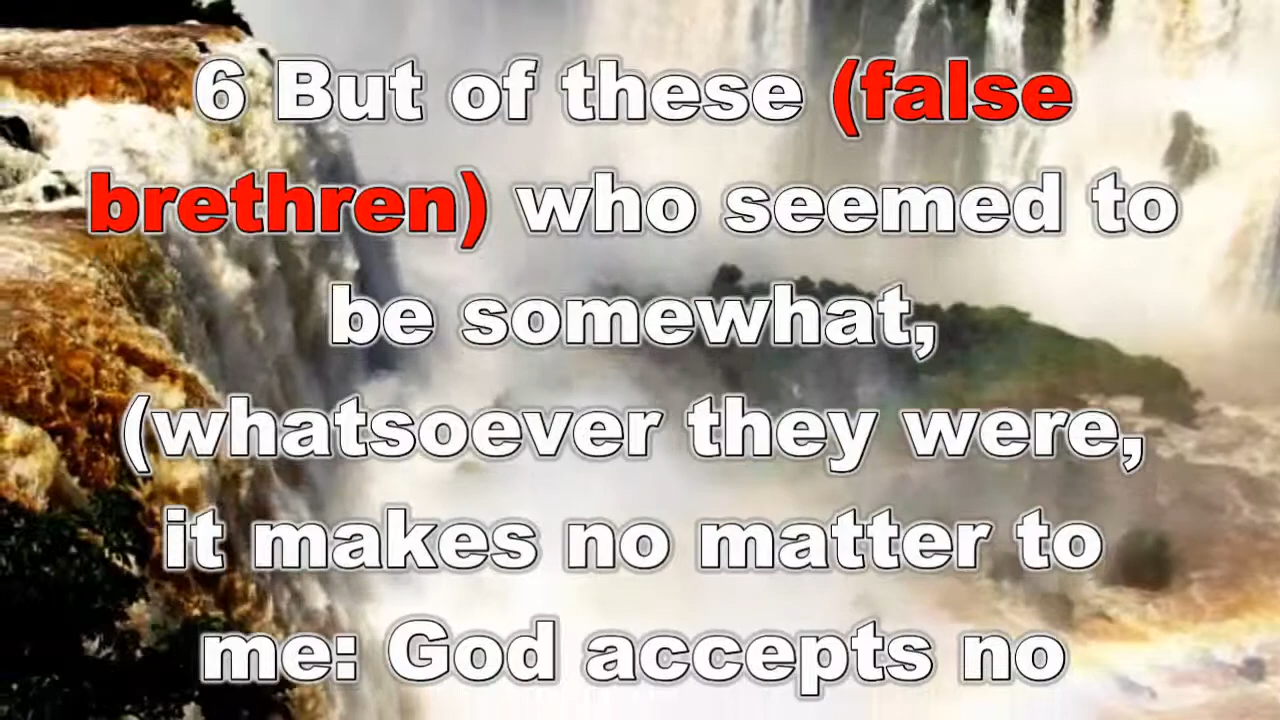 6 But of these (false
brethren) who seemed to
be somewhat,
(whatsoever they were,
it makes no matter to
me: God accepts no